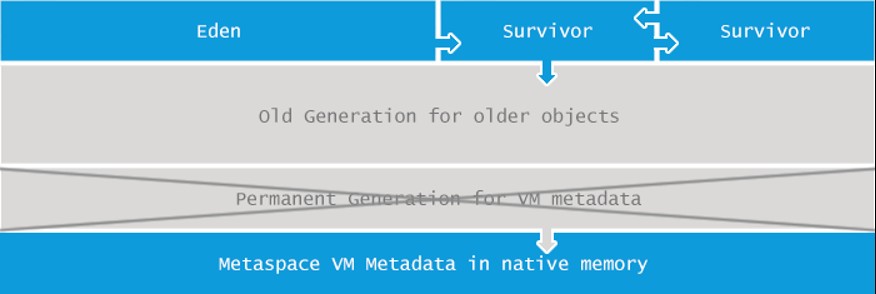 Eden
Survivor
Survivor
Old Generation for older objects
Permanent Generation for VM metadata
Metaspace VM Metadata in native memory